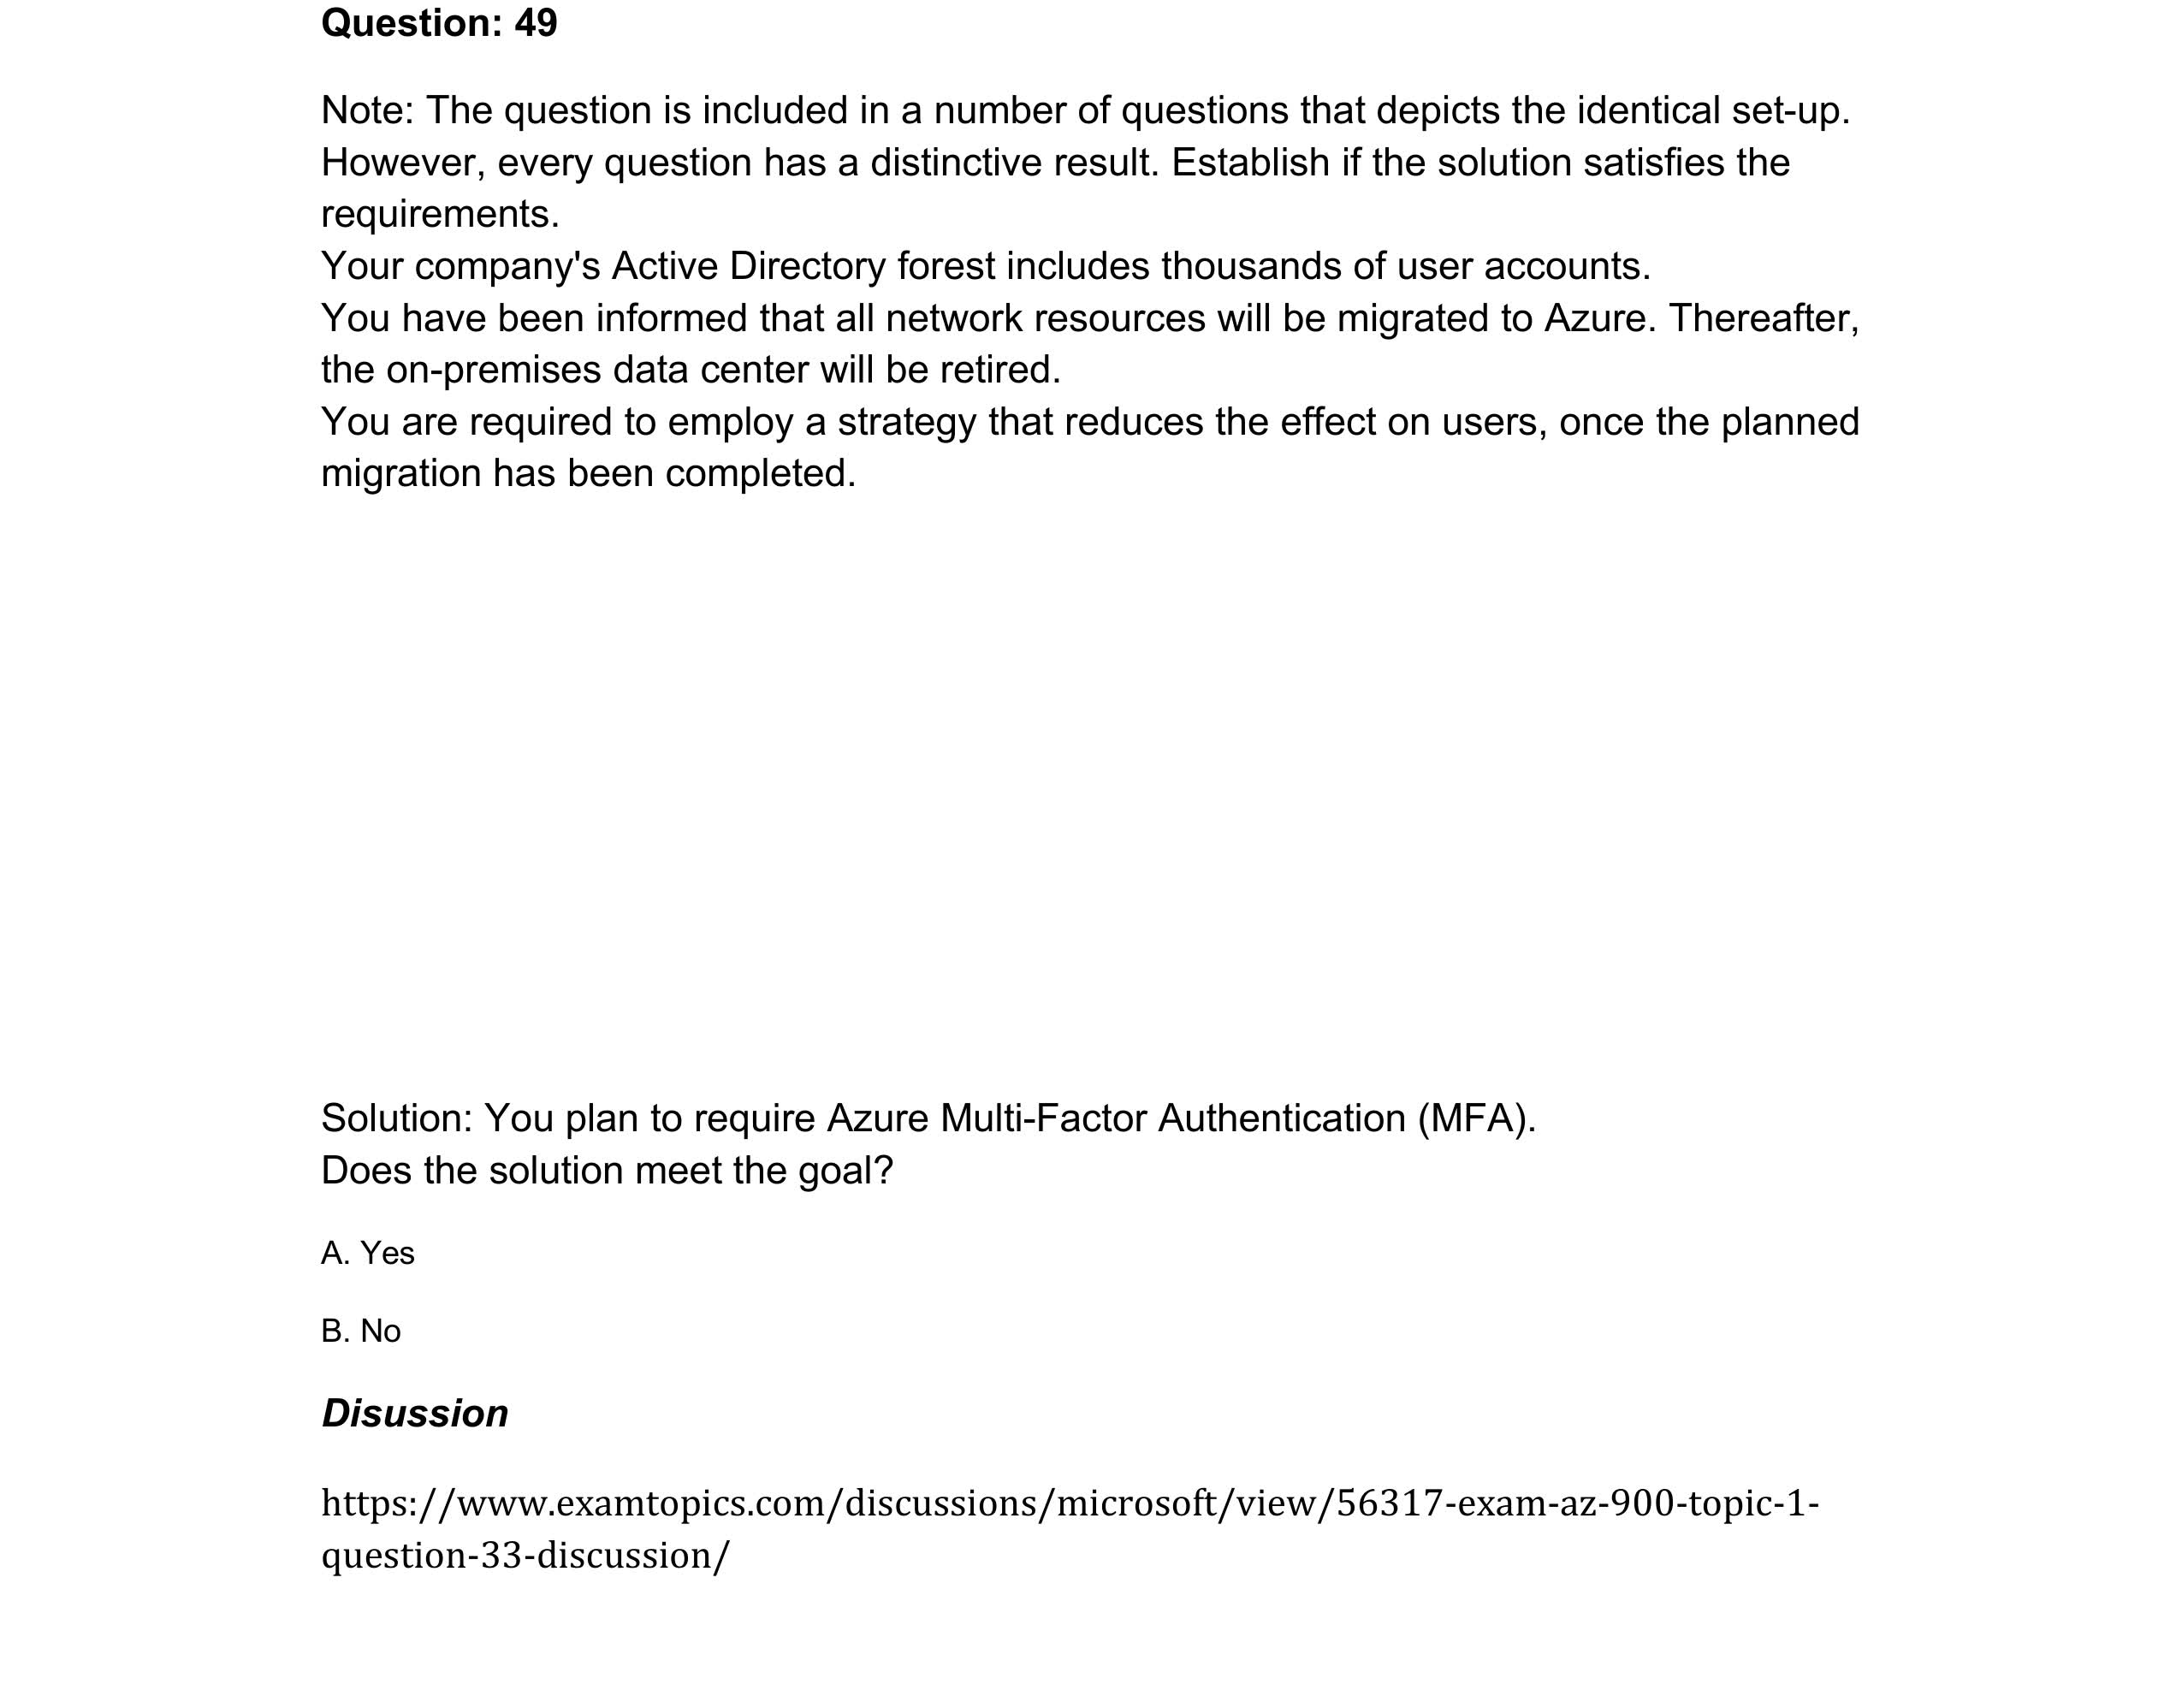 Question: 49
Note: The question is included in a number of questions that depicts the identical set-up.
However, every question has a distinctive result. Establish if the solution satisfies the
requirements.
Your company's Active Directory forest includes thousands of user accounts.
You have been informed that all network resources will be migrated to Azure. Thereafter,
the on-premises data center will be retired.
You are required to employ a strategy that reduces the effect on users, once the planned
migration has been completed.
Solution: You plan to require Azure Multi-Factor Authentication (MFA).
Does the solution meet the goal?
A. Yes
B. No
Disussion
https://www.examtopics.com/discussions/microsoft/view/56317-exam-az-900-topic-1-
question-33-discussion/